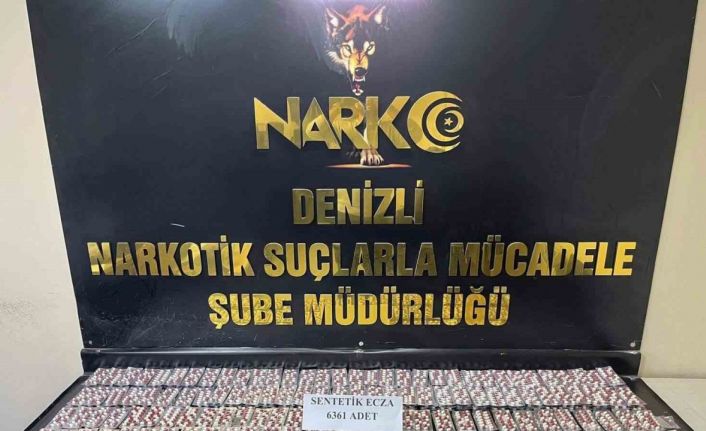 NARKO
DENİZLİ
NARKOTİK SUÇLARLA MÜCADELE
ŞUBE MÜDÜRLÜĞÜ
SENTETİK ECZA
6361 ADET